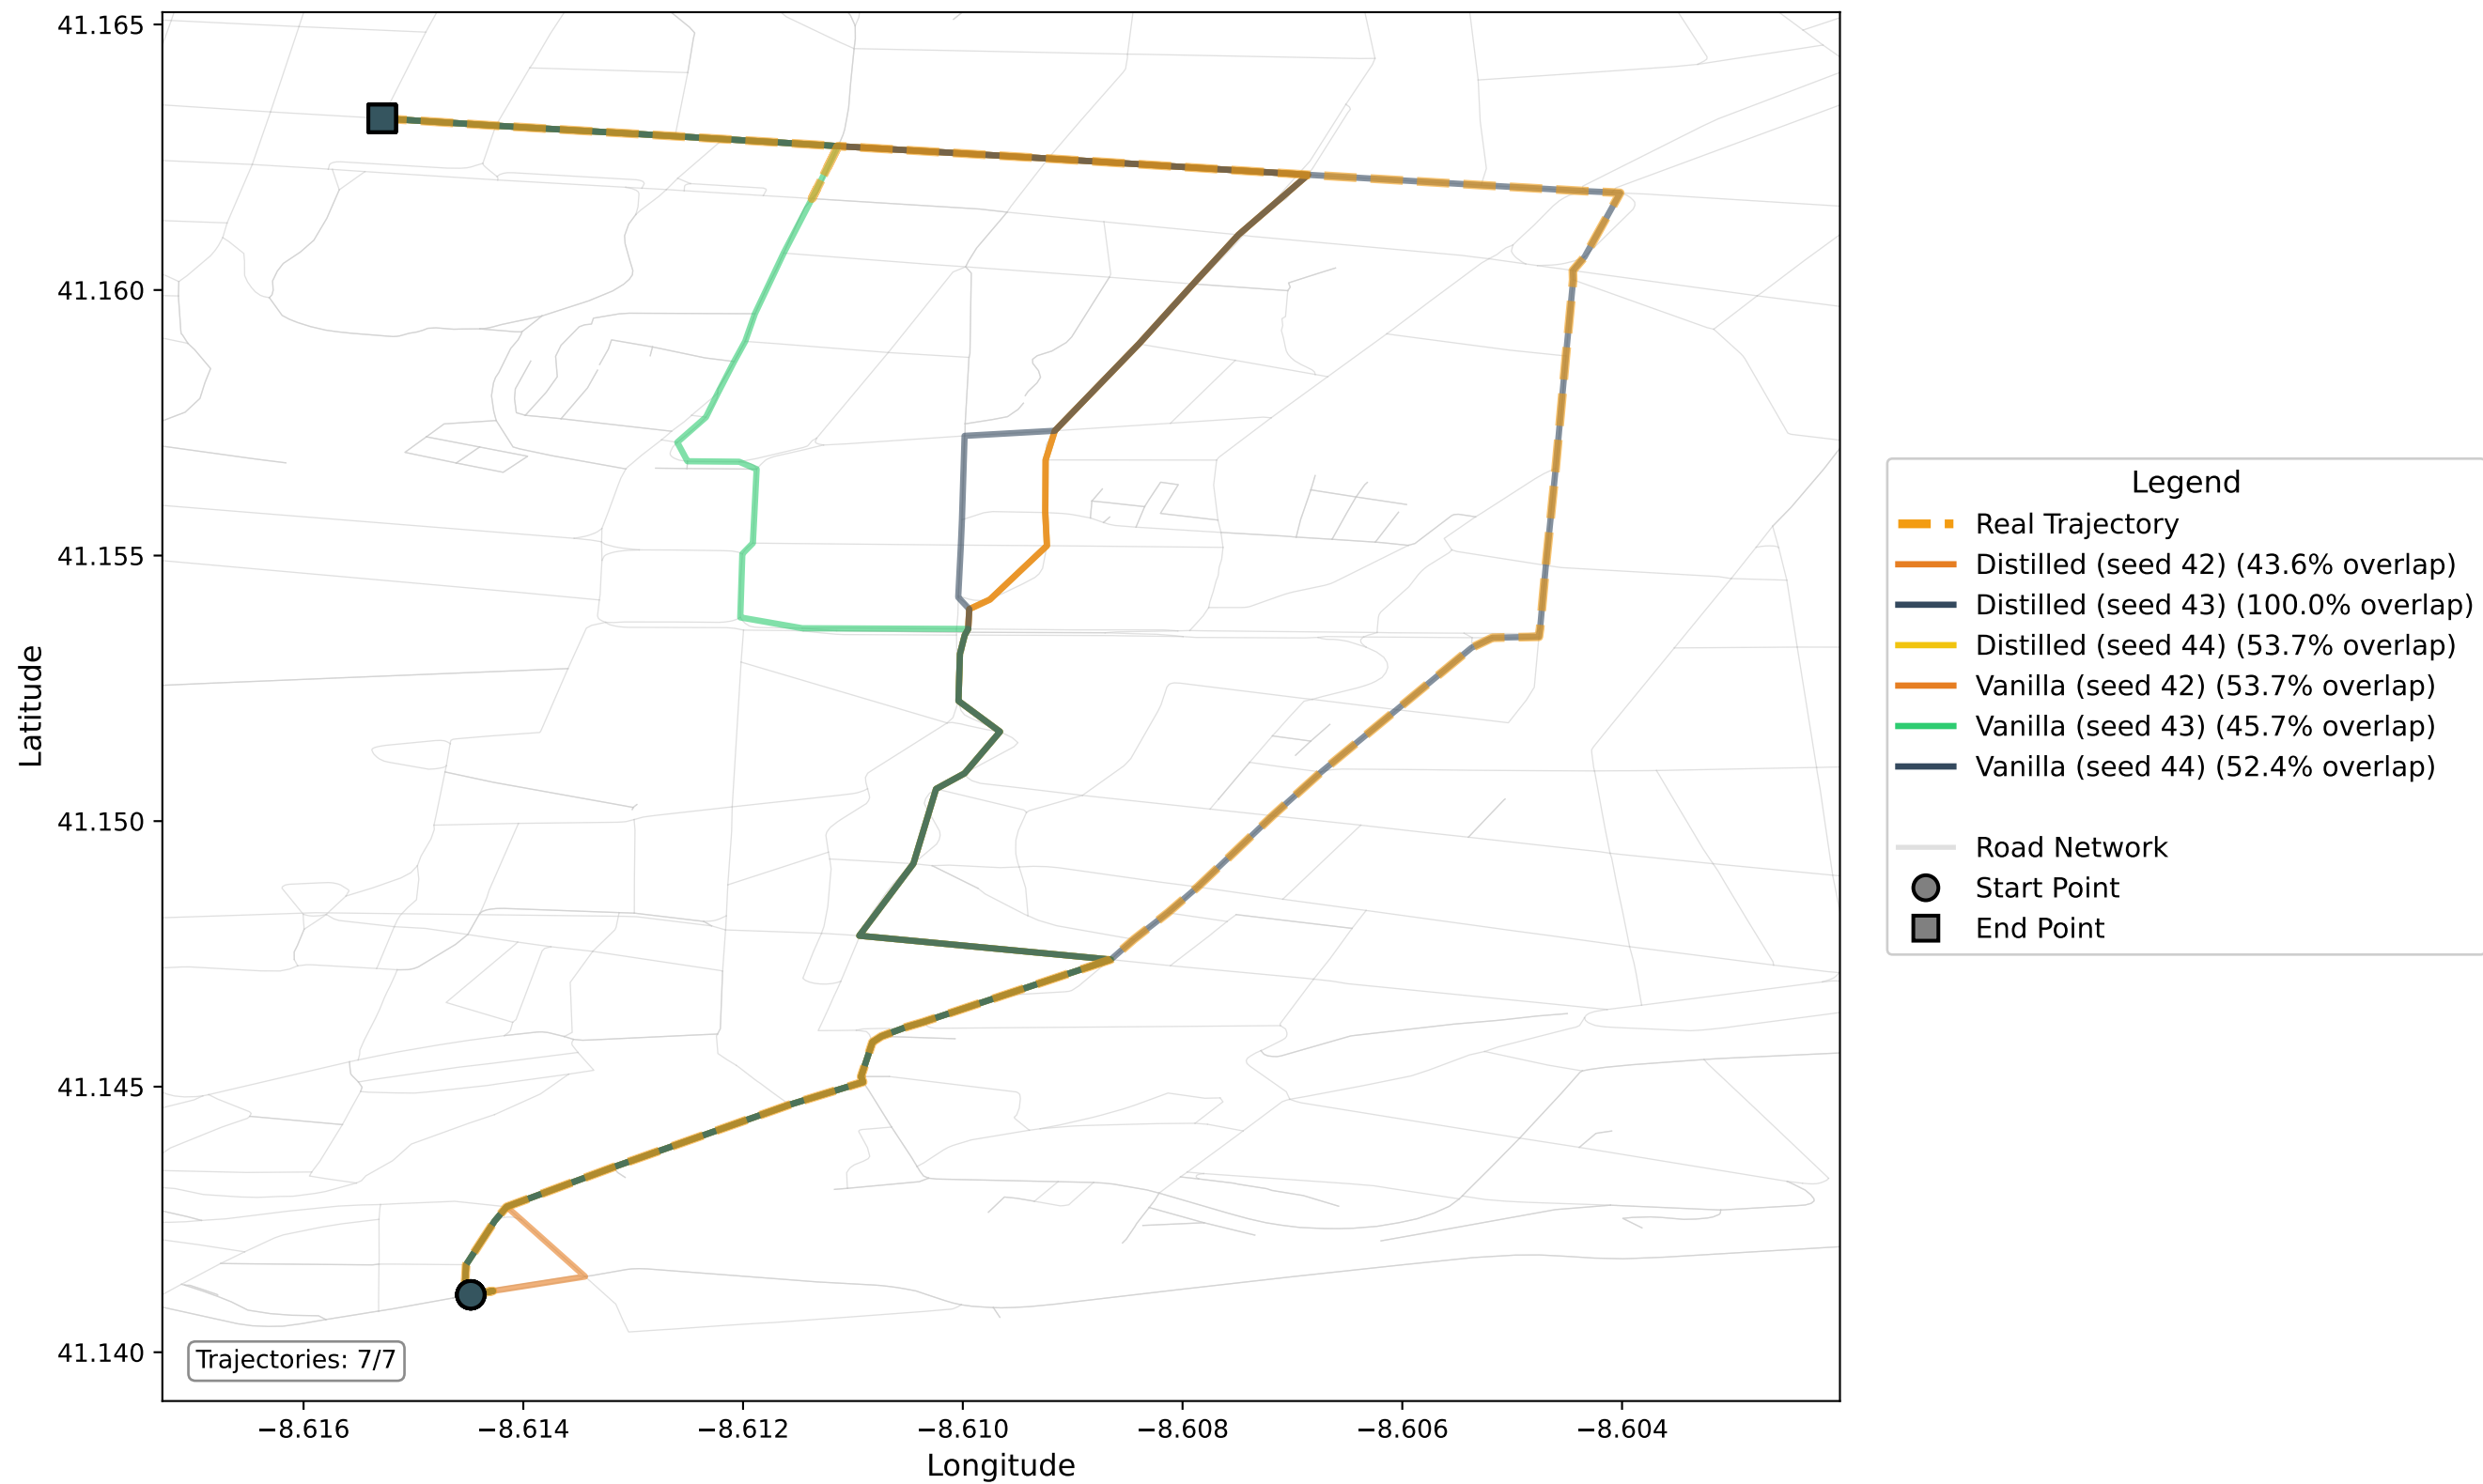 41.165
41.160
41.155
41.150
41.145
41.140
Latitude
−8.616
−8.614
−8.612
−8.610
−8.608
−8.606
−8.604
Longitude
Trajectories: 7/7
Legend
Real Trajectory
Distilled (seed 42) (43.6% overlap)
Distilled (seed 43) (100.0% overlap)
Distilled (seed 44) (53.7% overlap)
Vanilla (seed 42) (53.7% overlap)
Vanilla (seed 43) (45.7% overlap)
Vanilla (seed 44) (52.4% overlap)
Road Network
Start Point
End Point